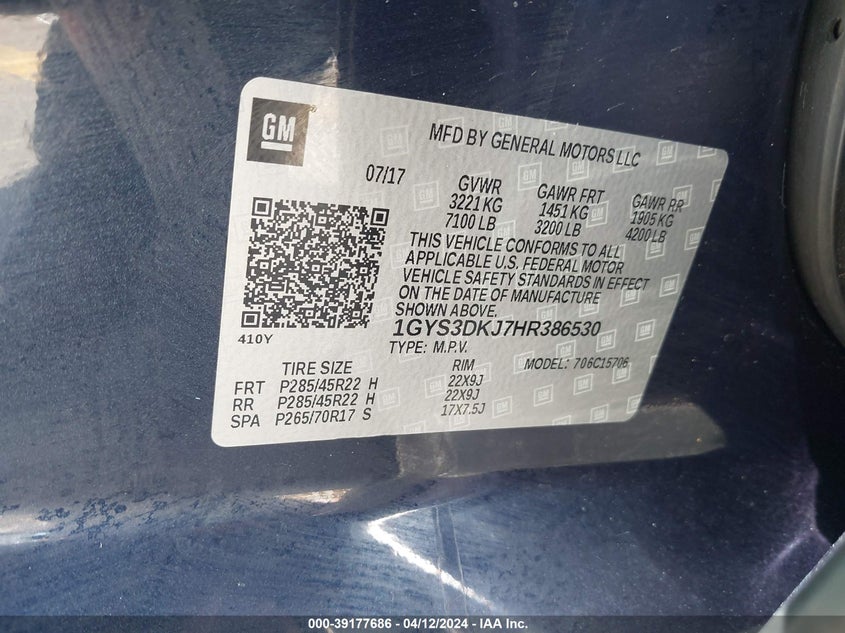 GM
MFD BY GENERAL MOTORS LLC
07/17
GVWR GAWR FRT GAWR RR
3221 KG 1451 KG 1905 KG
7100 LB 3200 LB 4200 LB
THIS VEHICLE CONFORMS TO ALL
APPLICABLE U.S. FEDERAL MOTOR
VEHICLE SAFETY STANDARDS IN EFFECT
ON THE DATE OF MANUFACTURE
SHOWN ABOVE.
1GYS3DKJ7HR386530
410Y
TYPE: M.P.V. MODEL: 706C15706
TIRE SIZE RIM
FRT P285/45R22 H 22X9J
RR P285/45R22 H 22X9J
SPA P265/70R17 S 17X7.5J
000-39177686 - 04/12/2024 - IAA Inc.